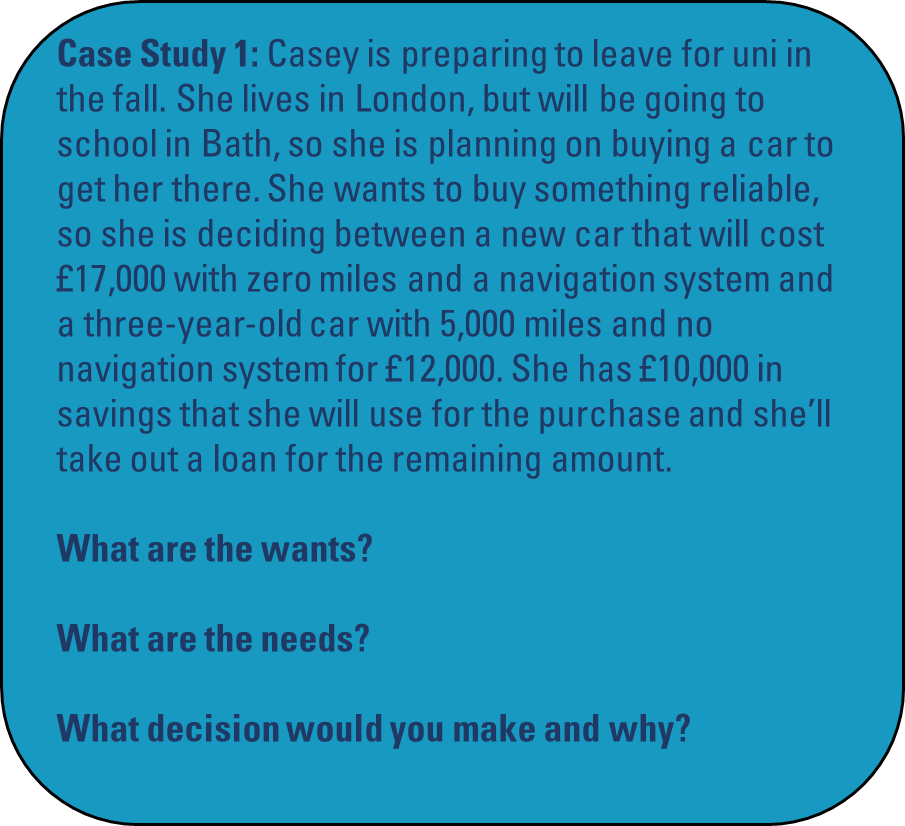 Case Study 1: Casey is preparing to leave for uni in
the fall. She lives in London, but will be going to
school in Bath, so she is planning on buying a car to
get her there. She wants to buy something reliable,
so she is deciding between a new car that will cost
£17,000 with zero miles and a navigation system and
a three-year-old car with 5,000 miles and no
navigation system for £12,000. She has £10,000 in
savings that she will use for the purchase and she’ll
take out a loan for the remaining amount.
What are the wants?
What are the needs?
What decision would you make and why?